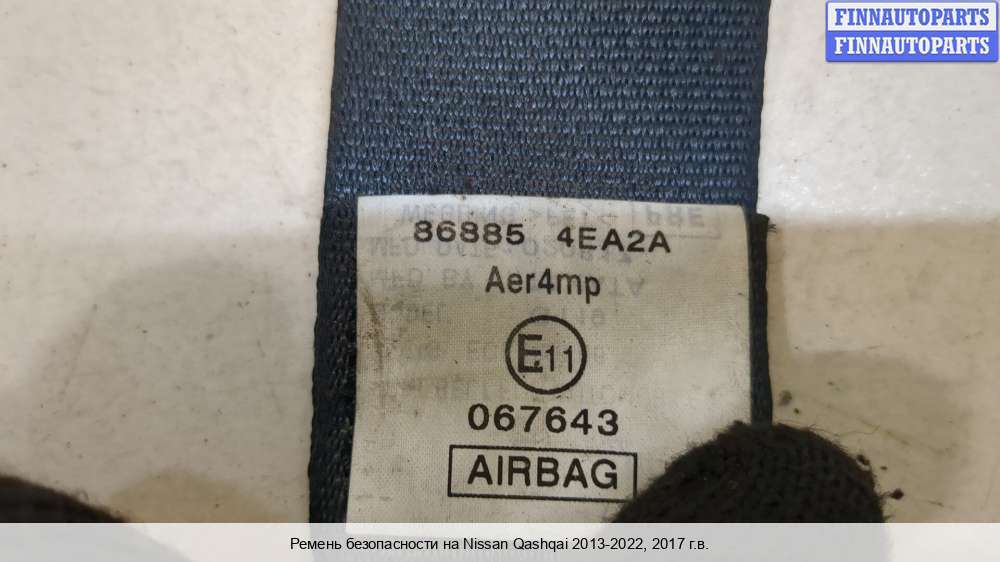 FINNAUTOPARTS
FINNAUTOPARTS
86885 4EA2A
Aer4mp
E11
067643
AIRBAG
Ремень безопасности на Nissan Qashqai 2013-2022, 2017 г.в.